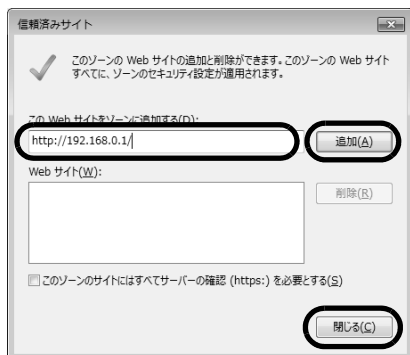 信頼済みサイト
このゾーンの Web サイトの追加と削除ができます。このゾーンの Web サイト
すべてに、ゾーンのセキュリティ設定が適用されます。
この Web サイトをゾーンに追加する(D):
http://192.168.0.1/
追加(A)
Web サイト(W):
削除(R)
このゾーンのサイトにはすべてサーバーの確認 (https:) を必要とする(S)
閉じる(C)